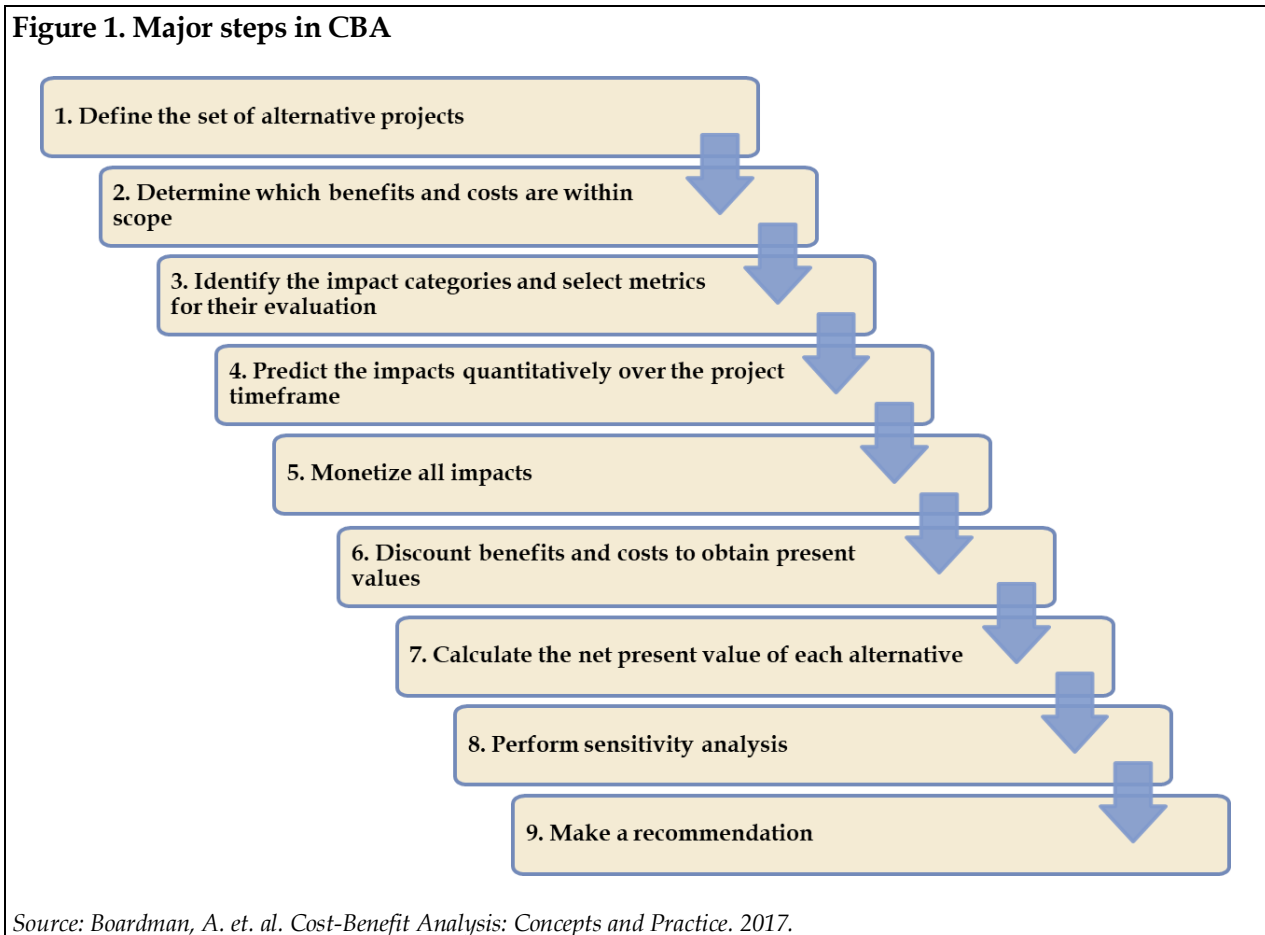 Figure 1. Major steps in CBA
1. Define the set of alternative projects
2. Determine which benefits and costs are within
scope
3. Identify the impact categories and select metrics
for their evaluation
4. Predict the impacts quantitatively over the project
timeframe
5. Monetize all impacts
6. Discount benefits and costs to obtain present
values
7. Calculate the net present value of each alternative
8. Perform sensitivity analysis
9. Make a recommendation
Source: Boardman, A. et. al. Cost-Benefit Analysis: Concepts and Practice. 2017.